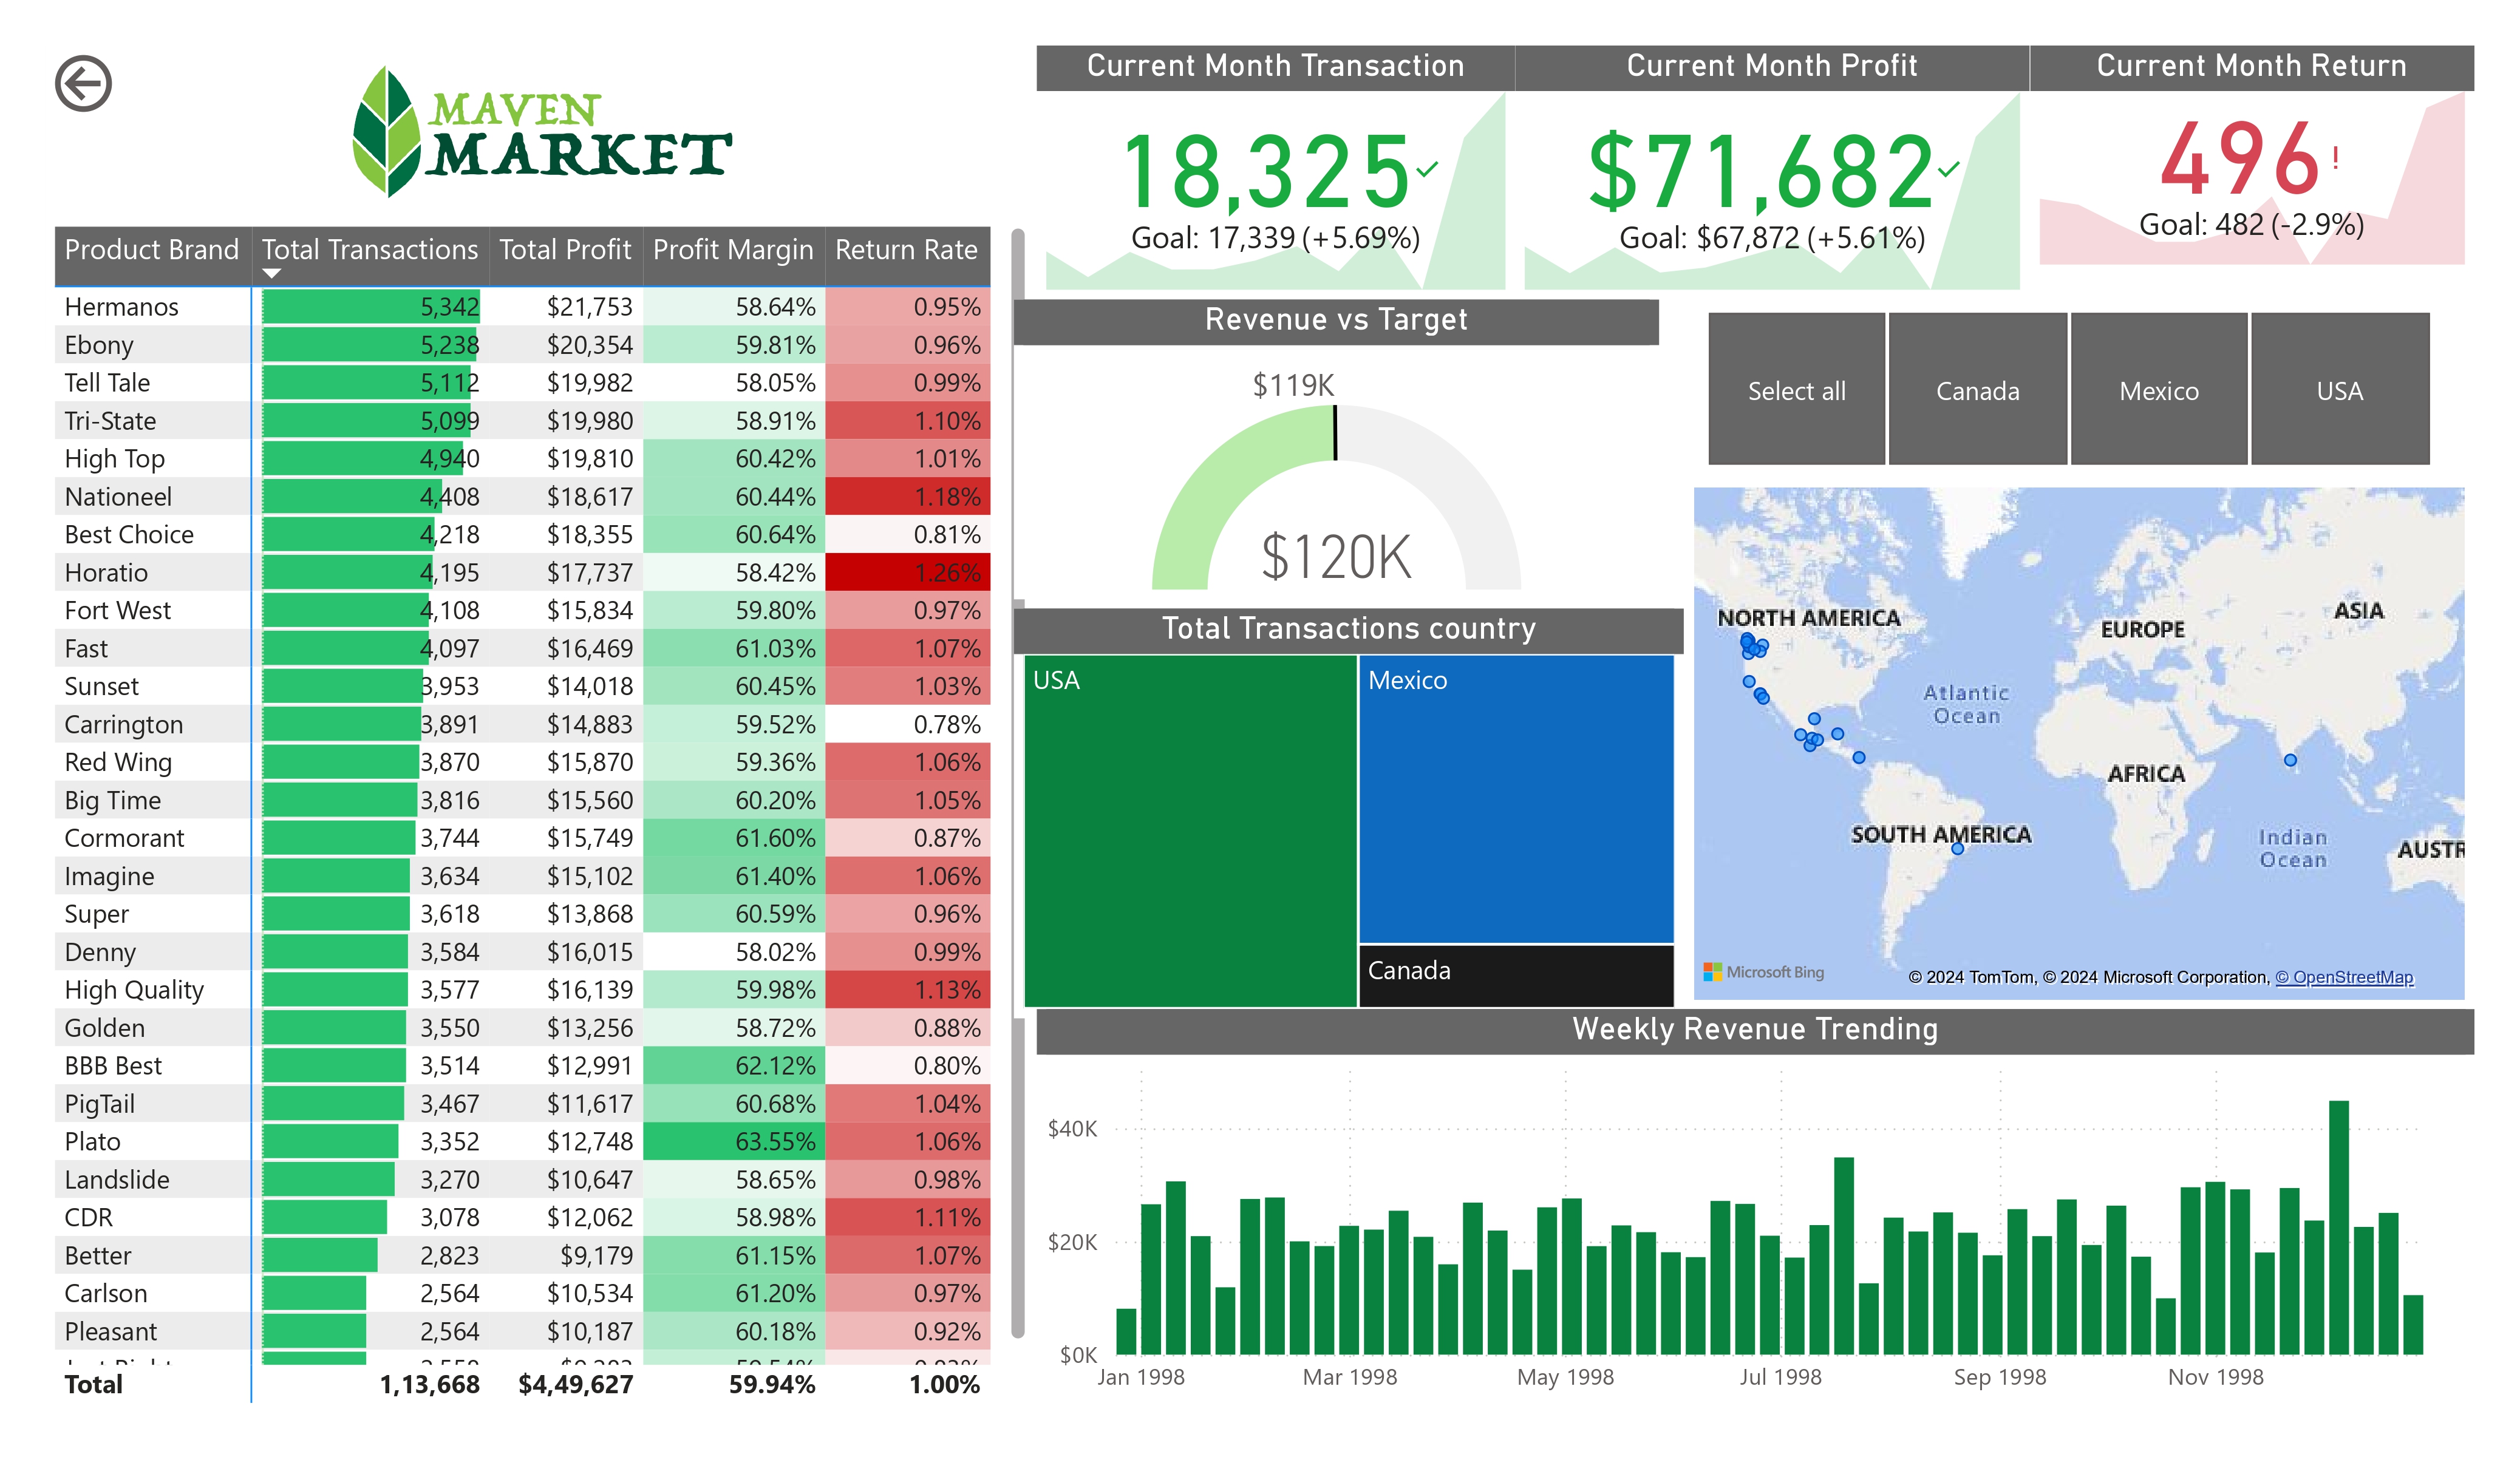 MAVEN
MARKET
Current Month Transaction
18,325
Goal: 17,339 (+5.69%)
Current Month Profit
$71,682
Goal: $67,872 (+5.61%)
Current Month Return
496!
Goal: 482 (-2.9%)
Product Brand Total Transactions Total Profit Profit Margin Return Rate
Hermanos 5,342 $21,753 58.64% 0.95%
Ebony 5,238 $20,354 59.81% 0.96%
Tell Tale 5,112 $19,982 58.05% 0.99%
Tri-State 5,099 $19,980 58.91% 1.10%
High Top 4,940 $19,810 60.42% 1.01%
Nationeel 4,408 $18,617 60.44% 1.18%
Best Choice 4,218 $18,355 60.64% 0.81%
Horatio 4,195 $17,737 58.42% 1.26%
Fort West 4,108 $15,834 59.80% 0.97%
Fast 4,097 $16,469 61.03% 1.07%
Sunset 3,953 $14,018 60.45% 1.03%
Carrington 3,891 $14,883 59.52% 0.78%
Red Wing 3,870 $15,870 59.36% 1.06%
Big Time 3,816 $15,560 60.20% 1.05%
Cormorant 3,744 $15,749 61.60% 0.87%
Imagine 3,634 $15,102 61.40% 1.06%
Super 3,618 $13,868 60.59% 0.96%
Denny 3,584 $16,015 58.02% 0.99%
High Quality 3,577 $16,139 59.98% 1.13%
Golden 3,550 $13,256 58.72% 0.88%
BBB Best 3,514 $12,991 62.12% 0.80%
PigTail 3,467 $11,617 60.68% 1.04%
Plato 3,352 $12,748 63.55% 1.06%
Landslide 3,270 $10,647 58.65% 0.98%
CDR 3,078 $12,062 58.98% 1.11%
Better 2,823 $9,179 61.15% 1.07%
Carlson 2,564 $10,534 61.20% 0.97%
Pleasant 2,564 $10,187 60.18% 0.92%
Total 1,13,668 $4,49,627 59.94% 1.00%
Revenue vs Target
$119K
$120K
Select all Canada Mexico USA
Total Transactions country
USA
Mexico
Canada
NORTH AMERICA
EUROPE
ASIA
Atlantic
Ocean
AFRICA
SOUTH AMERICA
Indian
Ocean
AUSTR
Microsoft Bing
© 2024 TomTom, © 2024 Microsoft Corporation, © OpenStreetMap
Weekly Revenue Trending
$40K
$20K
$0K
Jan 1998 Mar 1998 May 1998 Jul 1998 Sep 1998 Nov 1998